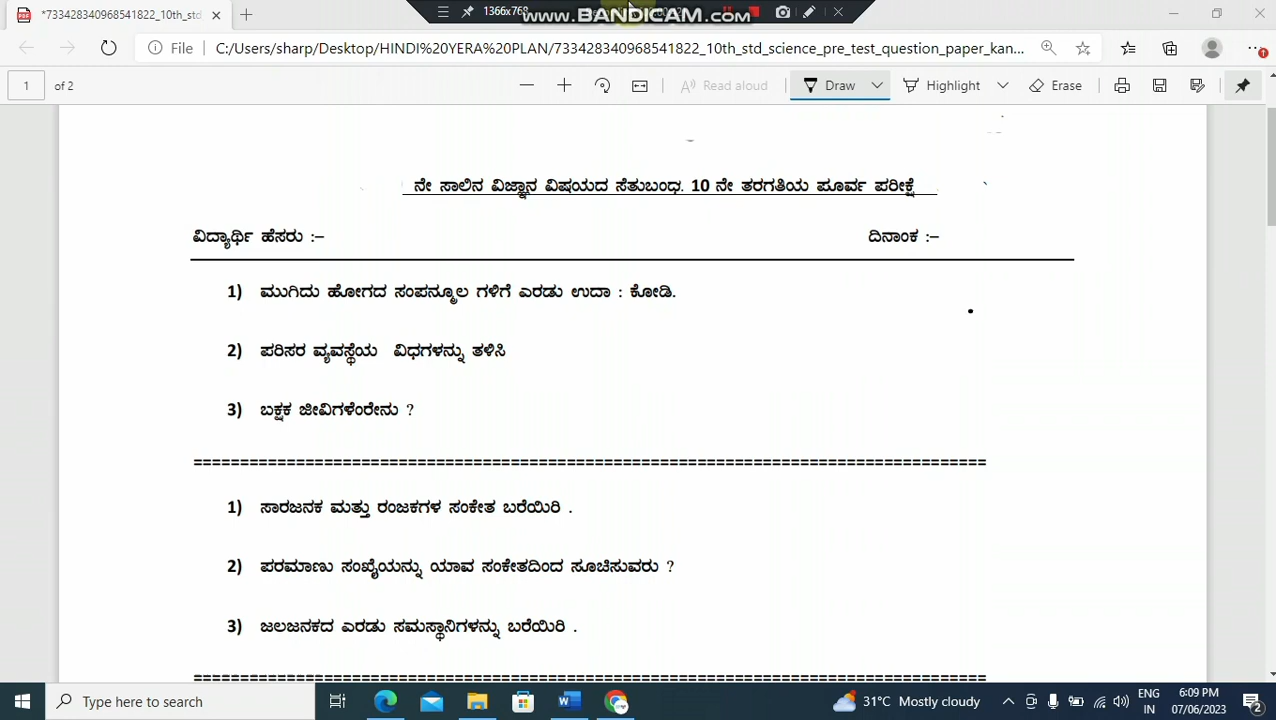 *733428340968541822_10th_std
1366x768
www.BANDICAM.com
File
C:/Users/sharp/Desktop/HINDI%20YERA%20PLAN/733428340968541822_10th_std_science_pre_test_question_paper_kan...
1 of 2
Read aloud
Draw
Highlight
Erase
ನೇ ಸಾಲಿನ ವಿಜ್ಞಾನ ವಿಷಯದ ಸೆತುಬಂಧ. 10 ನೇ ತರಗತಿಯ ಪೂರ್ವ ಪರೀಕ್ಷೆ
ವಿದ್ಯಾರ್ಥಿ ಹೆಸರು :– ದಿನಾಂಕ :–
1) ಮುಗಿದು ಹೋಗದ ಸಂಪನ್ಮೂಲ ಗಳಿಗೆ ಎರಡು ಉದಾ : ಕೋಡಿ.
2) ಪರಿಸರ ವ್ಯವಸ್ಥೆಯ ವಿಧಗಳನ್ನು ತಳಿಸಿ
3) ಬಕ್ಷಕ ಜೀವಿಗಳೆಂರೇನು ?
=====================================================================================
1) ಸಾರಜನಕ ಮತ್ತು ರಂಜಕಗಳ ಸಂಕೇತ ಬರೆಯಿರಿ .
2) ಪರಮಾಣು ಸಂಖ್ಯೆಯನ್ನು ಯಾವ ಸಂಕೇತದಿಂದ ಸೂಚಿಸುವರು ?
3) ಜಲಜನಕದ ಎರಡು ಸಮಸ್ಥಾನಿಗಳನ್ನು ಬರೆಯಿರಿ .
=====================================================================================
Type here to search
31°C Mostly cloudy
ENG
IN
6:09 PM
07/06/2023
2